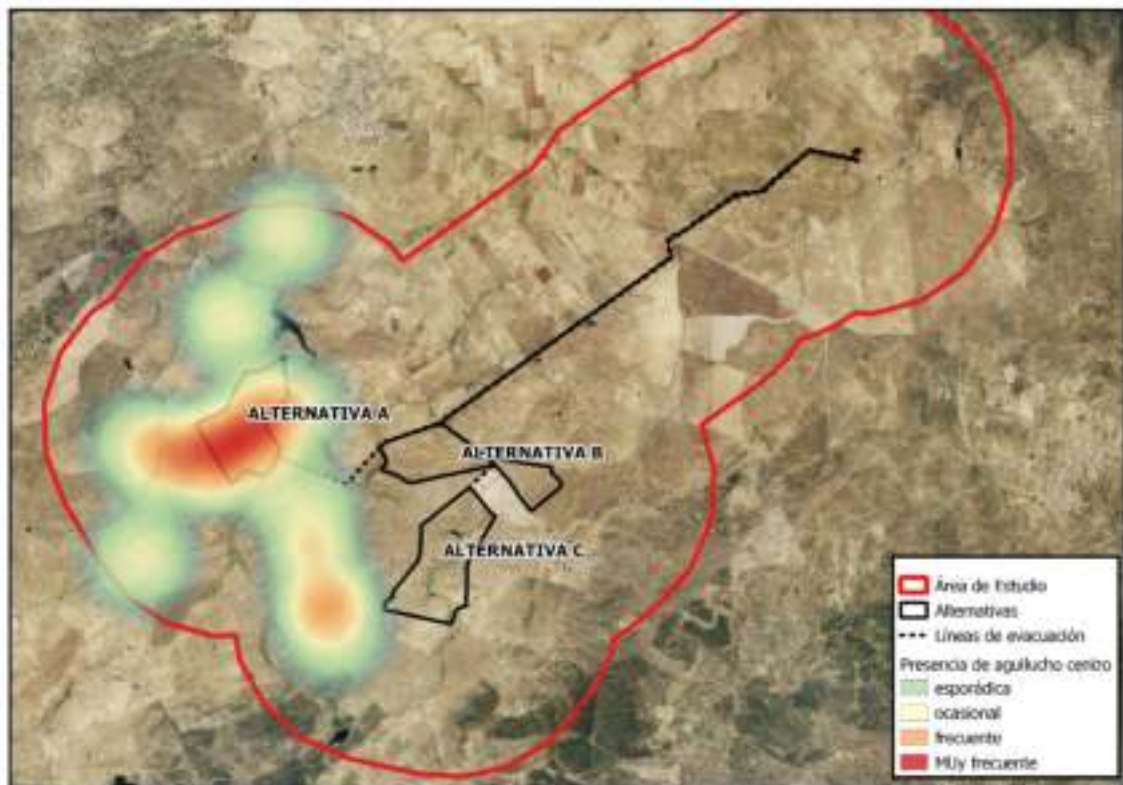 ALTERNATIVA A
ALTERNATIVA B
ALTERNATIVA C
Área de Estudio
Alternativas
Líneas de evacuación
Presencia de aguilucho cenizo
esporádica
ocasional
frecuente
MUy frecuente